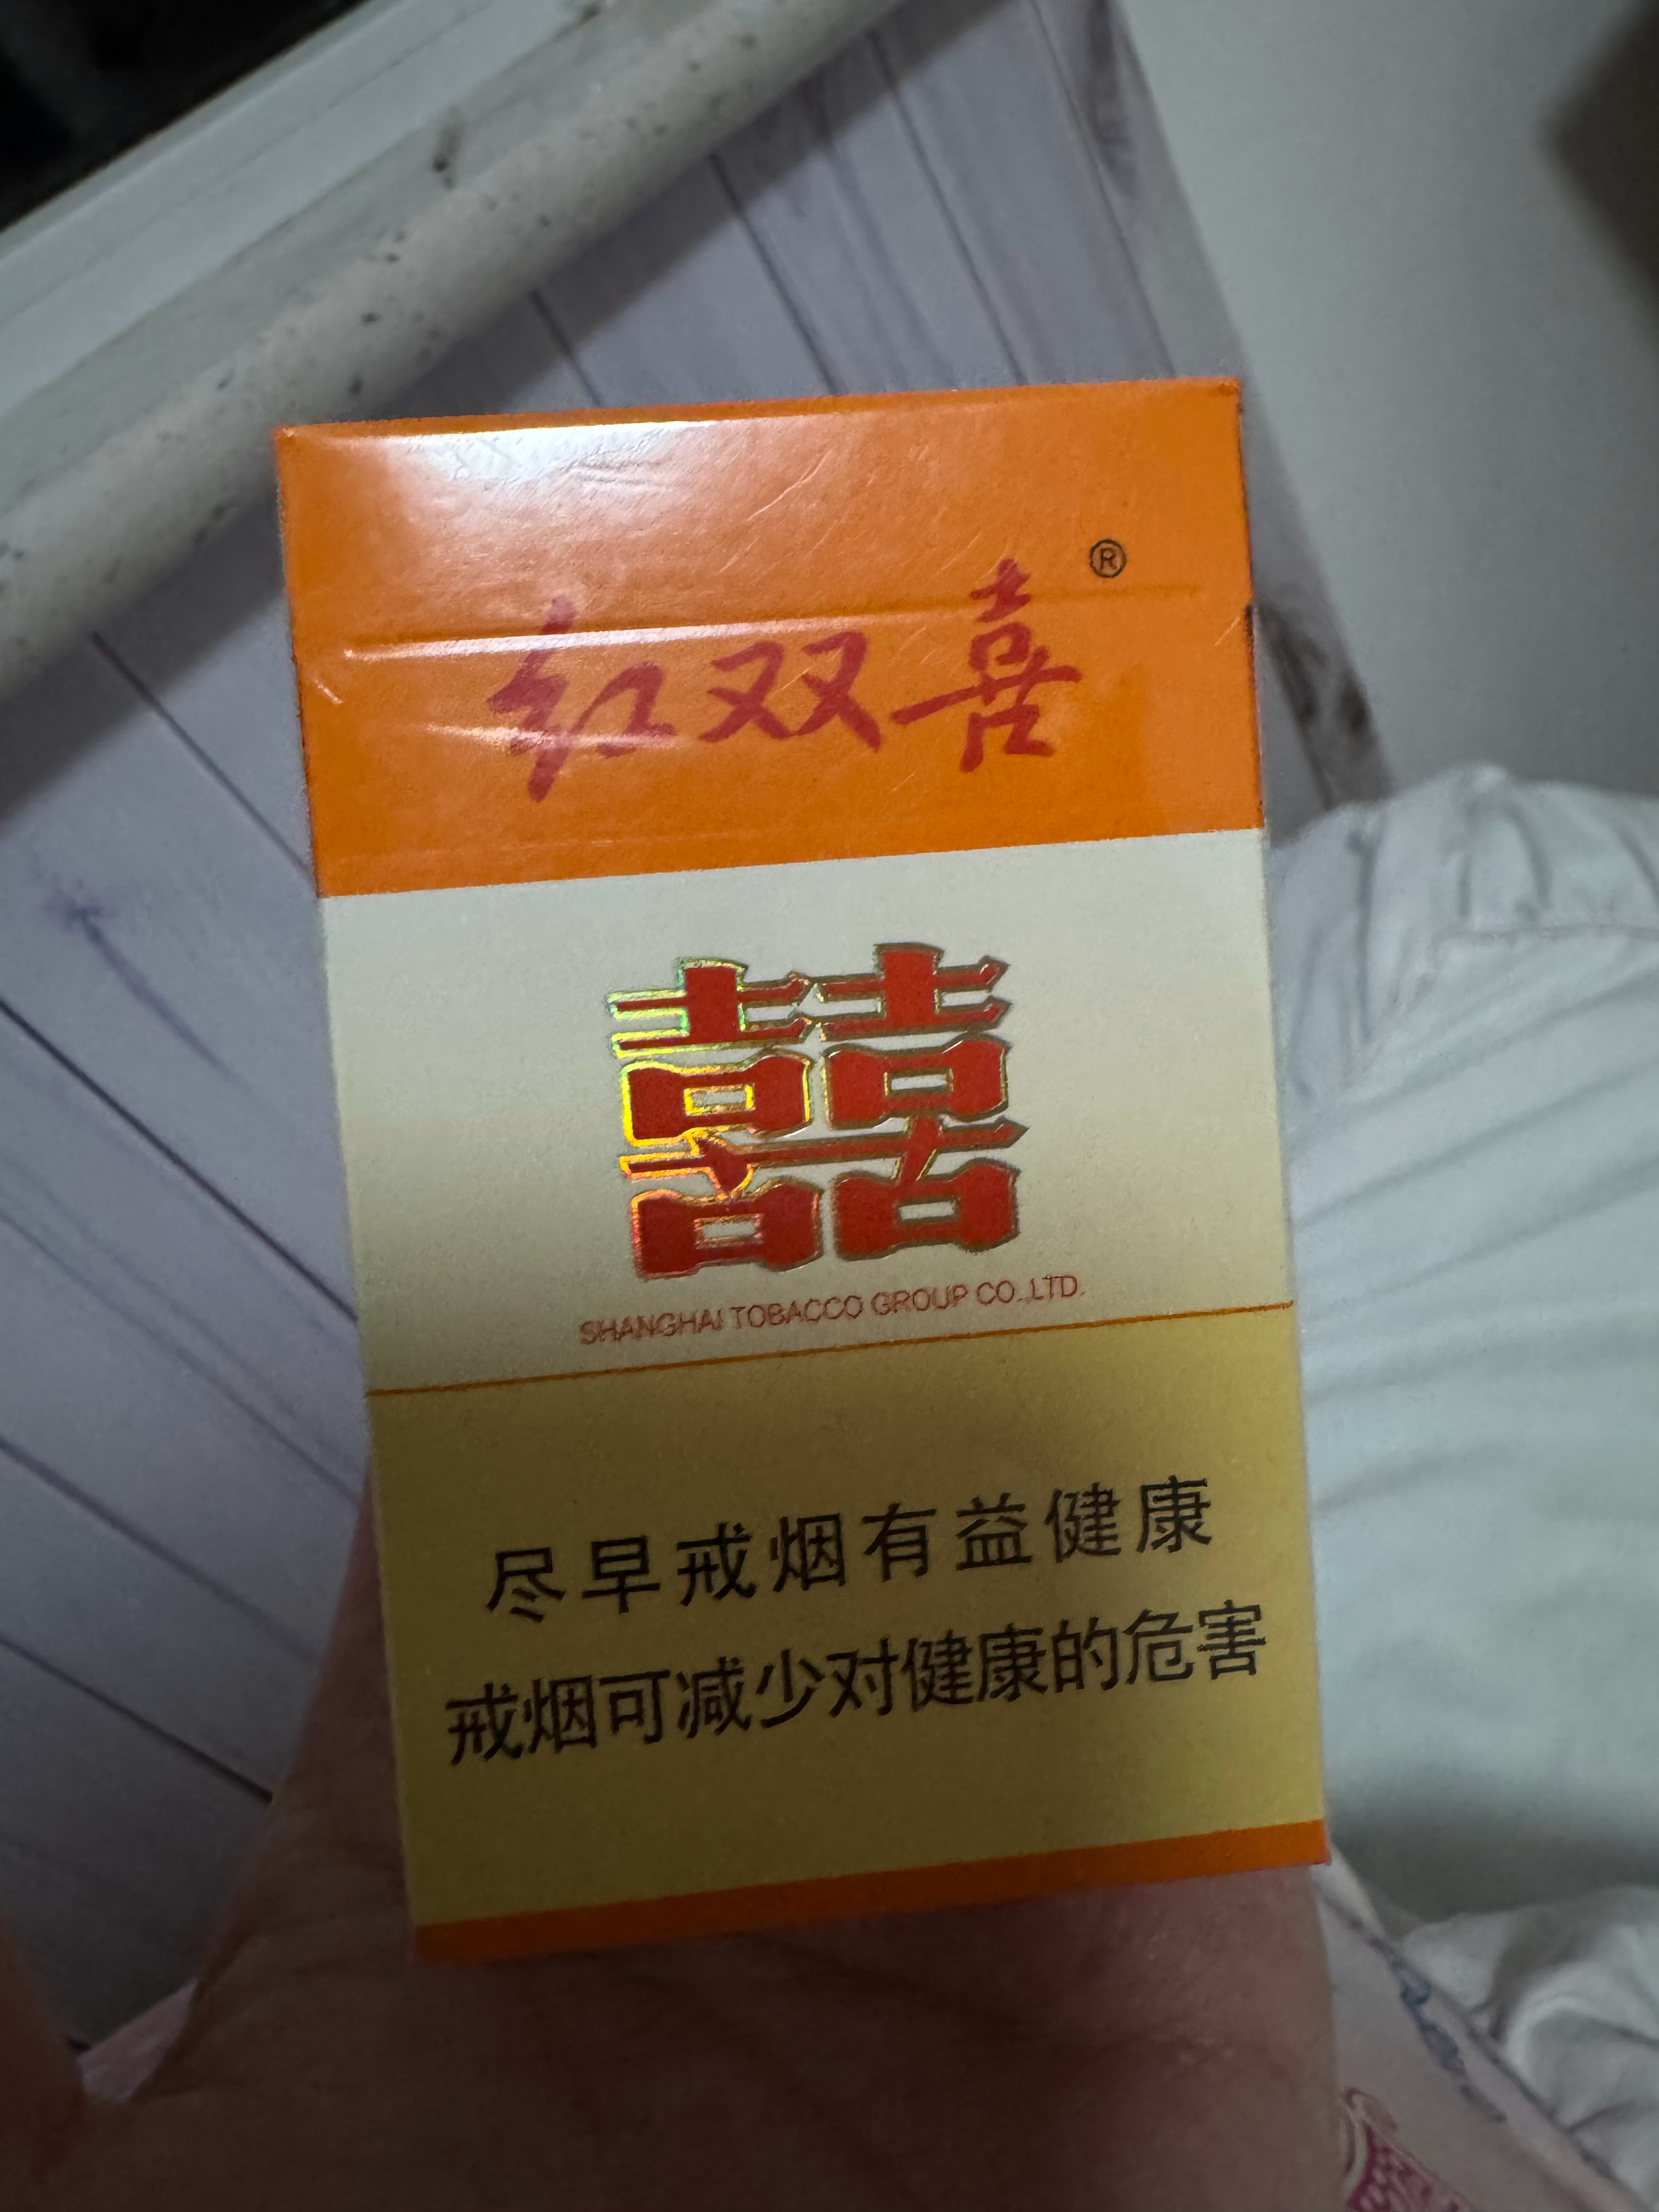 红双喜®
囍
SHANGHAI TOBACCO GROUP CO.,LTD.
尽早戒烟有益健康
戒烟可减少对健康的危害